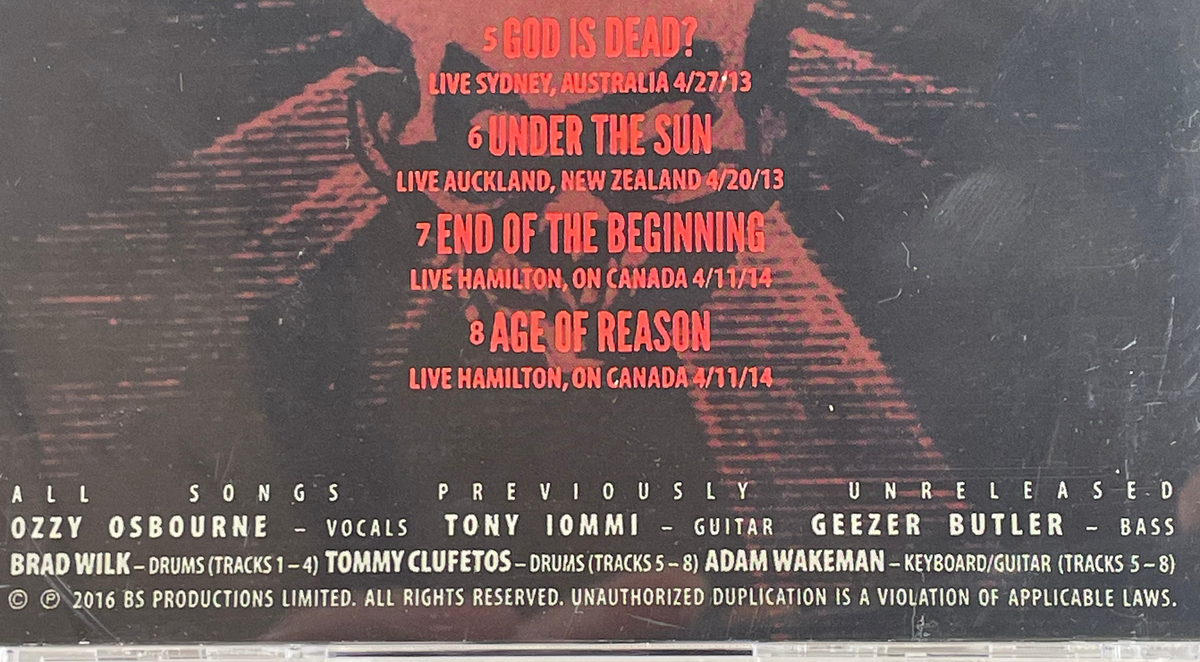 5 GOD IS DEAD?
LIVE SYDNEY, AUSTRALIA 4/27/13
6 UNDER THE SUN
LIVE AUCKLAND, NEW ZEALAND 4/20/13
7 END OF THE BEGINNING
LIVE HAMILTON, ON CANADA 4/11/14
8 AGE OF REASON
LIVE HAMILTON, ON CANADA 4/11/14
ALL SONGS PREVIOUSLY UNRELEASED
OZZY OSBOURNE – VOCALS TONY IOMMI – GUITAR GEEZER BUTLER – BASS
BRAD WILK – DRUMS (TRACKS 1 – 4) TOMMY CLUFETOS – DRUMS (TRACKS 5 – 8) ADAM WAKEMAN – KEYBOARD/GUITAR (TRACKS 5 – 8)
© ℗ 2016 BS PRODUCTIONS LIMITED. ALL RIGHTS RESERVED. UNAUTHORIZED DUPLICATION IS A VIOLATION OF APPLICABLE LAWS.